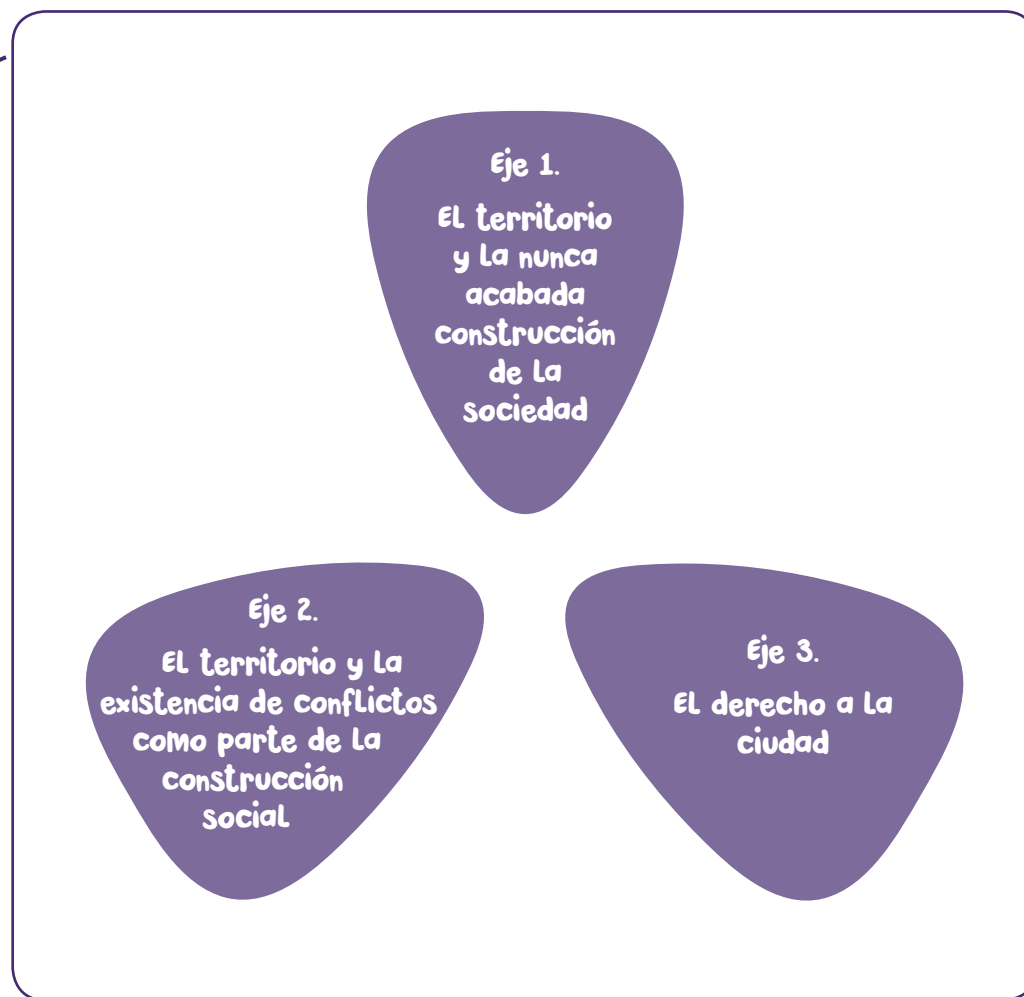 Eje 1.
El territorio
y la nunca
acabada
construcción
de la
sociedad
Eje 2.
El territorio y la
existencia de conflictos
como parte de la
construcción
social
Eje 3.
El derecho a la
ciudad